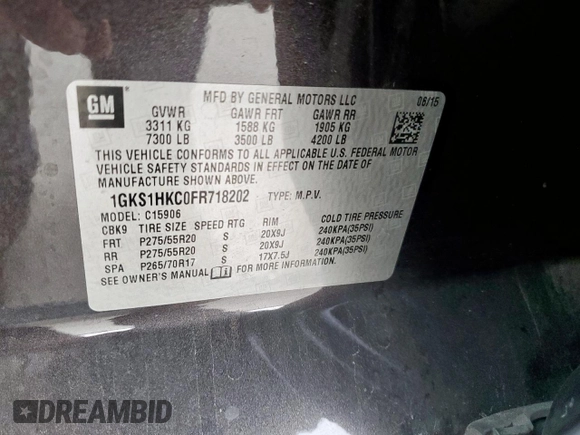 GM
MFD BY GENERAL MOTORS LLC
08/15
GVWR GAWR FRT GAWR RR
3311 KG 1588 KG 1905 KG
7300 LB 3500 LB 4200 LB
THIS VEHICLE CONFORMS TO ALL APPLICABLE U.S. FEDERAL MOTOR
VEHICLE SAFETY STANDARDS IN EFFECT ON THE DATE OF
MANUFACTURE SHOWN ABOVE.
1GKS1HKC0FR718202 TYPE: M.P.V.
MODEL: C15906
CBK9 TIRE SIZE SPEED RTG RIM COLD TIRE PRESSURE
FRT P275/55R20 S 20X9J 240KPA(35PSI)
RR P275/55R20 S 20X9J 240KPA(35PSI)
SPA P265/70R17 S 17X7.5J 240KPA(35PSI)
SEE OWNER'S MANUAL FOR MORE INFORMATION.
DREAMBID